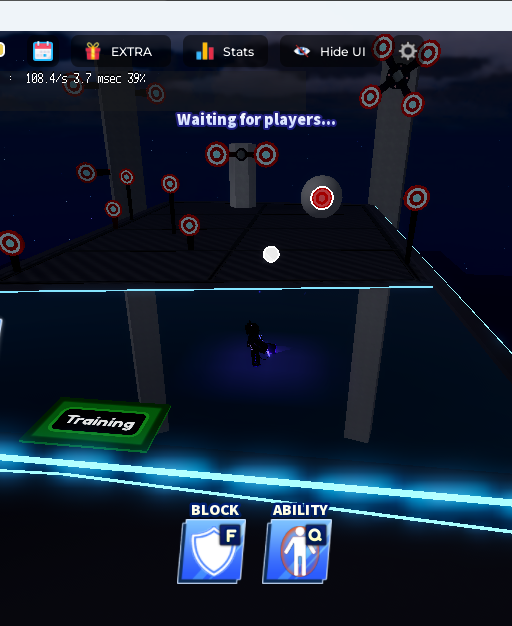 EXTRA
Stats
Hide UI
: 108.4/s 3.7 msec 39%
Waiting for players...
Training
BLOCK
ABILITY
F
Q